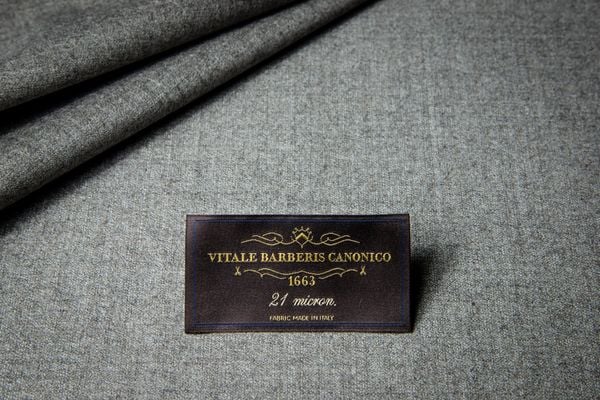 VITALE BARBERIS CANONICO
1663
21 micron.
FABRIC MADE IN ITALY